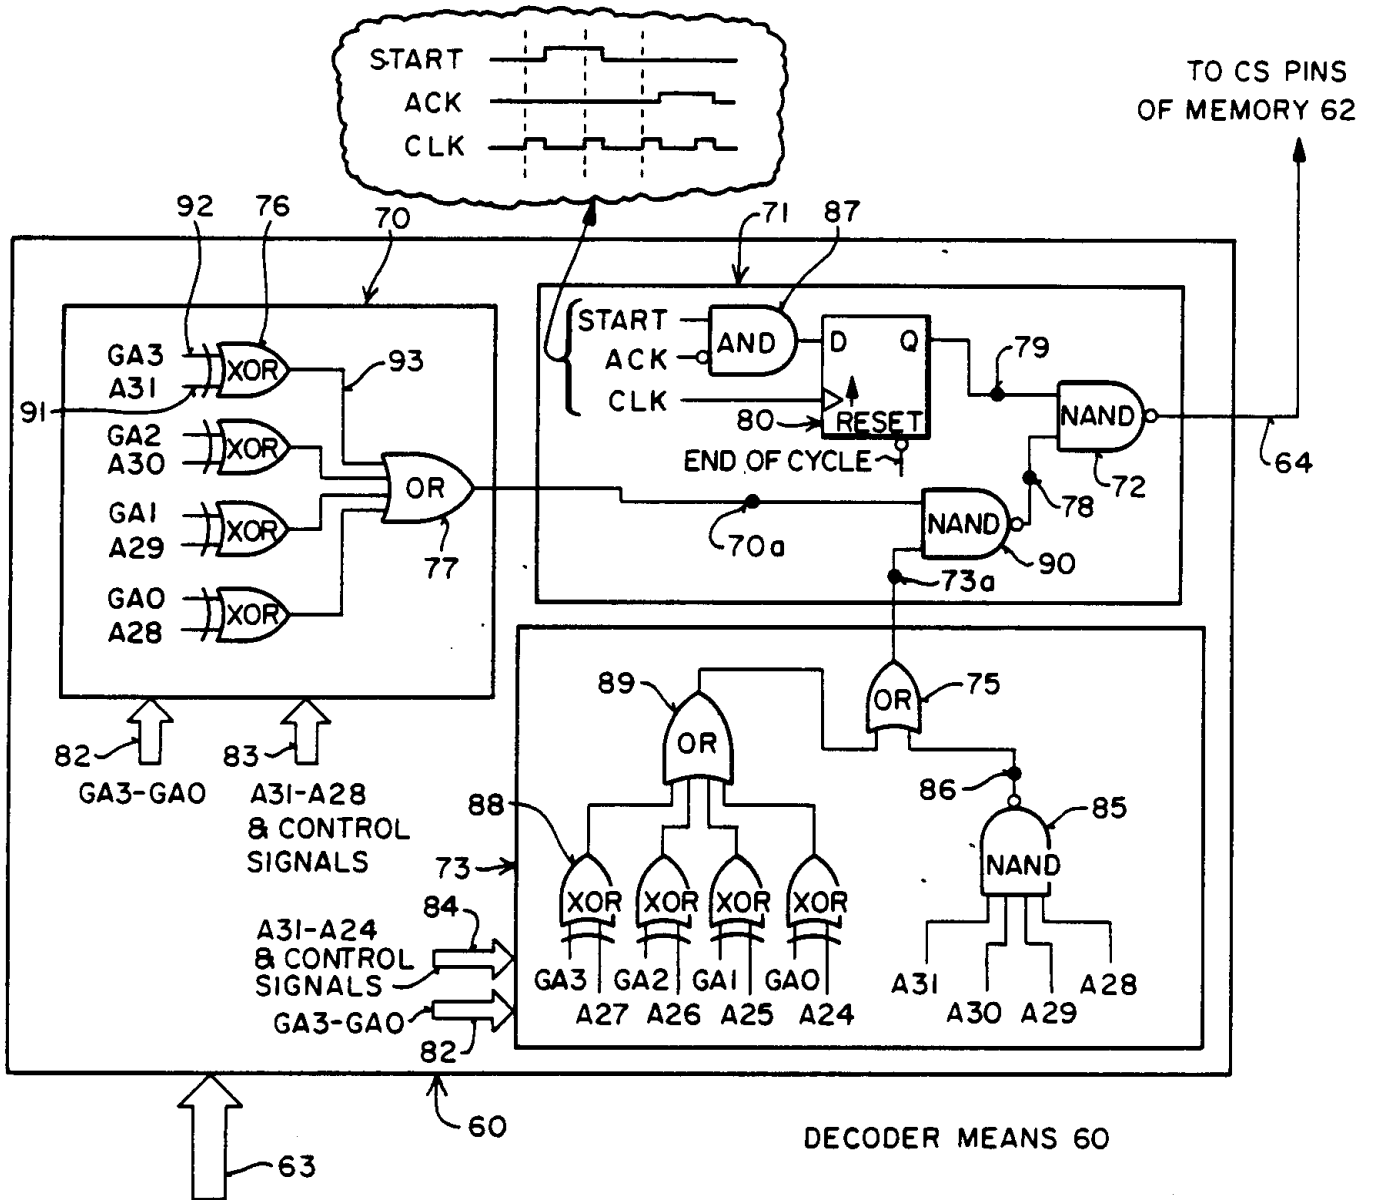 START
ACK
CLK
TO CS PINS
OF MEMORY 62
92
76
70
71
87
GA3
A31
XOR
93
91
GA2
A30
XOR
GA1
A29
XOR
GA0
A28
XOR
OR
77
START
ACK
CLK
AND
D
Q
RESET
80
END OF CYCLE
79
NAND
72
64
78
70a
NAND
90
73a
82
GA3-GA0
83
A31-A28
& CONTROL
SIGNALS
89
OR
OR
75
86
85
NAND
88
XOR
XOR
XOR
XOR
73
84
A31-A24
& CONTROL
SIGNALS
GA3-GA0
82
GA3
A27
GA2
A26
GA1
A25
GA0
A24
A31
A30
A29
A28
60
63
DECODER MEANS 60